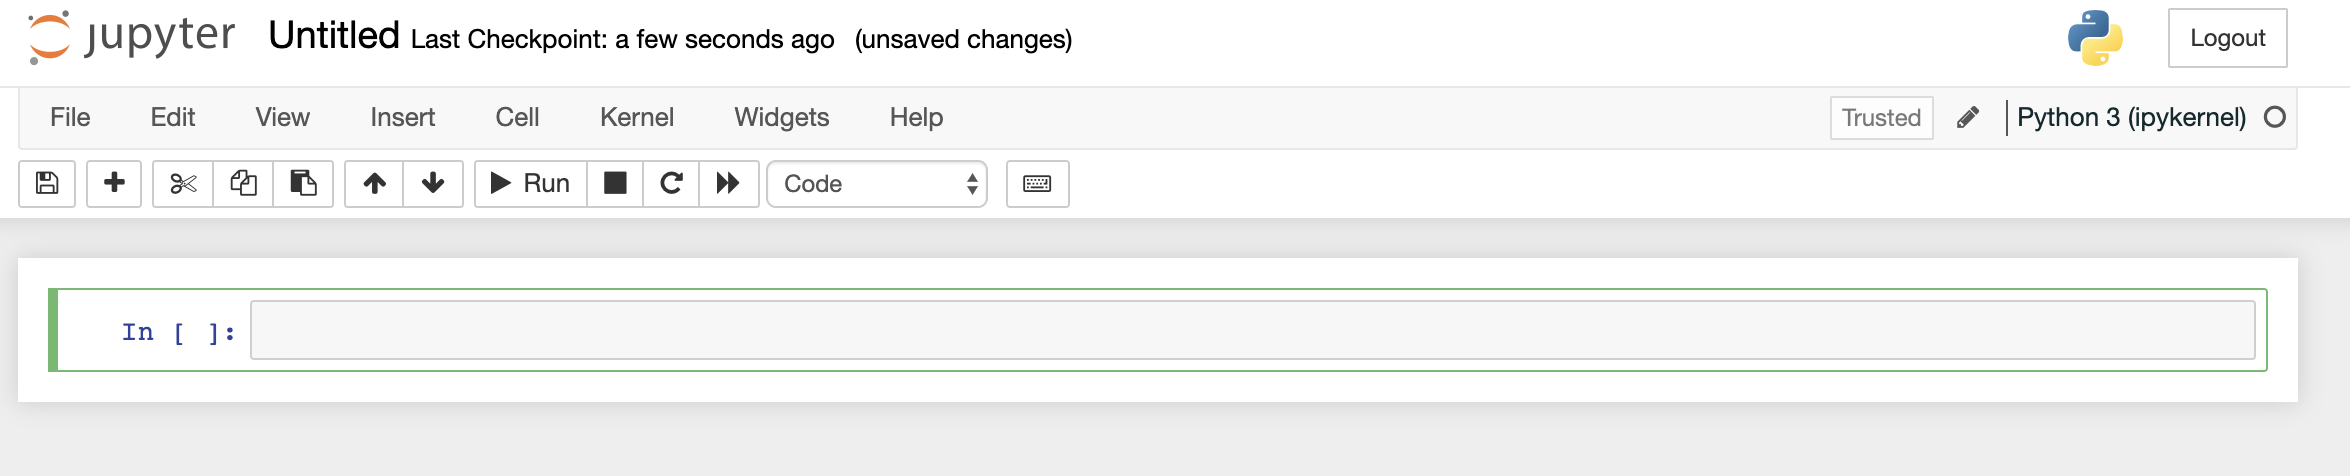 jupyter Untitled Last Checkpoint: a few seconds ago (unsaved changes) Logout
File Edit View Insert Cell Kernel Widgets Help Trusted Python 3 (ipykernel)
Run Code
In [ ]: